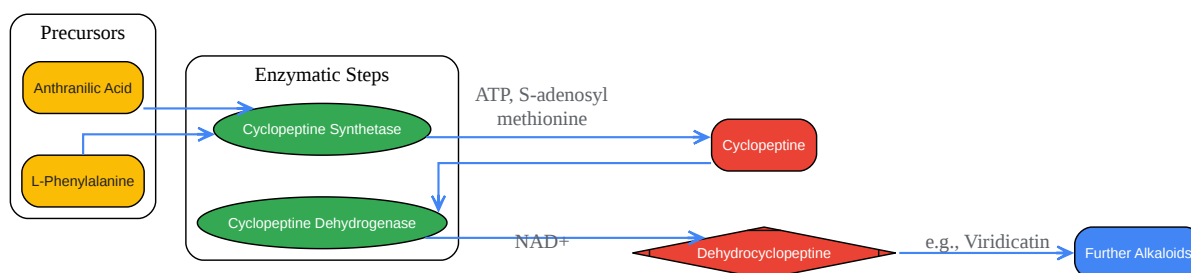 Precursors
Anthranilic Acid
L-Phenylalanine
Enzymatic Steps
Cyclopeptine Synthetase
Cyclopeptine Dehydrogenase
ATP, S-adenosyl
methionine
Cyclopeptine
NAD+
Dehydrocyclopeptine
e.g., Viridicatin
Further Alkaloids